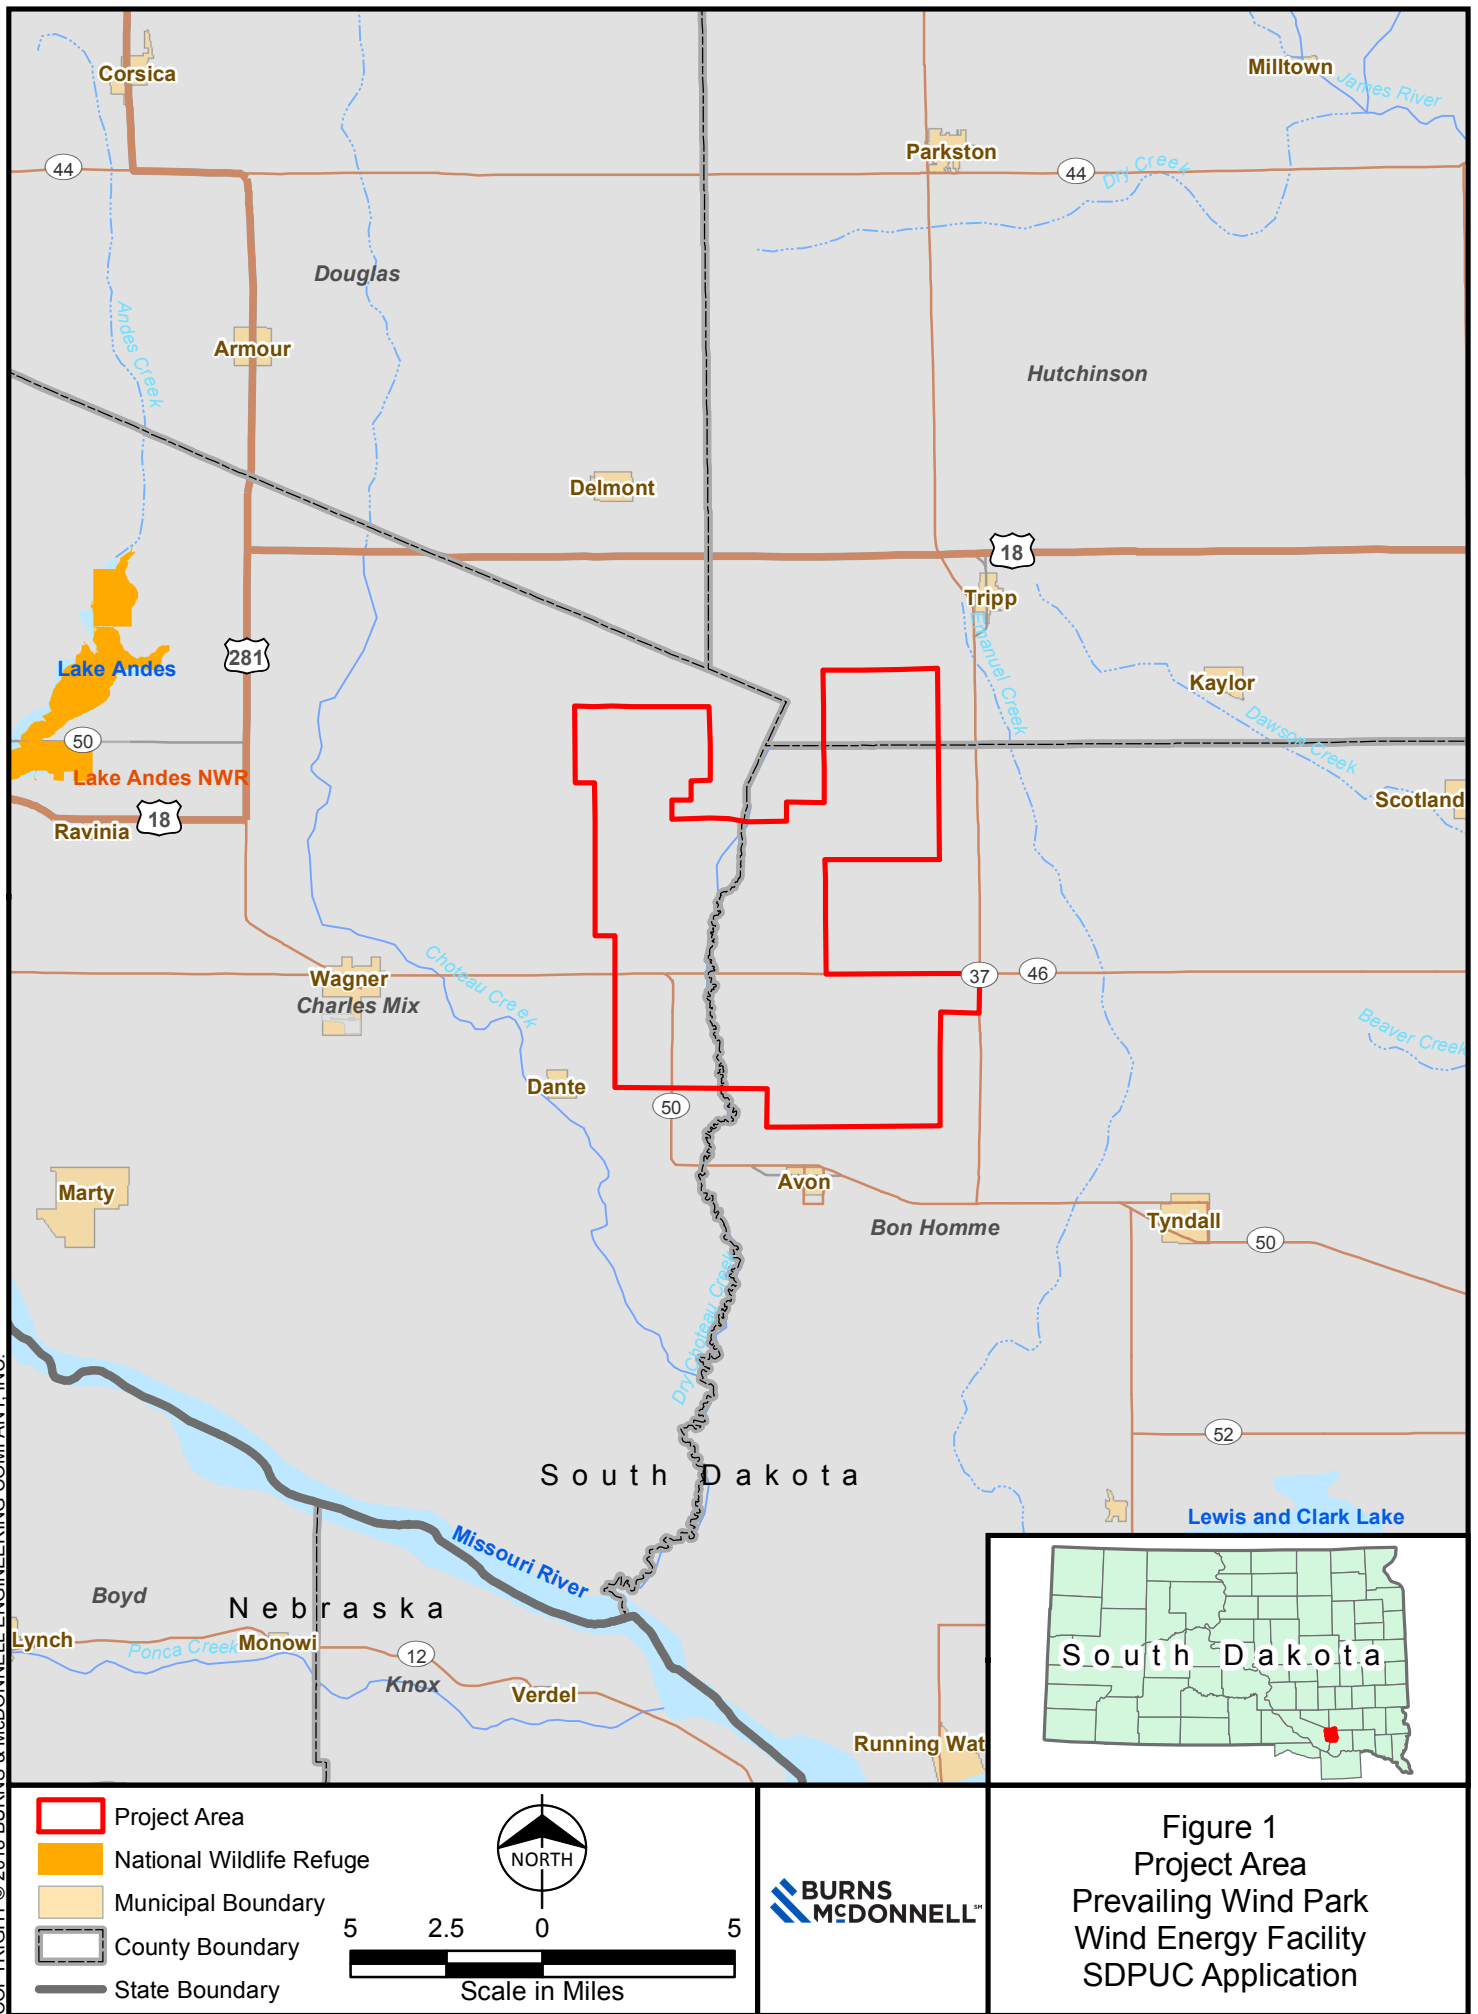 Corsica
Milltown
James River
Parkston
44
44
Dry Creek
Douglas
Andes Creek
Armour
Hutchinson
Delmont
18
Tripp
Emanuel Creek
281
Lake Andes
Kaylor
Dawson Creek
50
Lake Andes NWR
Scotland
18
Ravinia
Choteau Creek
Wagner
Charles Mix
37
46
Beaver Creek
Dante
50
Marty
Avon
Bon Homme
Tyndall
50
Dry Choteau Creek
52
South Dakota
Lewis and Clark Lake
Missouri River
Boyd
Nebraska
Lynch
Ponca Creek
Monowi
12
Knox
Verdel
Running Wat
South Dakota
Project Area
National Wildlife Refuge
Municipal Boundary
County Boundary
State Boundary
NORTH
5 2.5 0 5
Scale in Miles
BURNS
McDONNELL SM
Figure 1
Project Area
Prevailing Wind Park
Wind Energy Facility
SDPUC Application